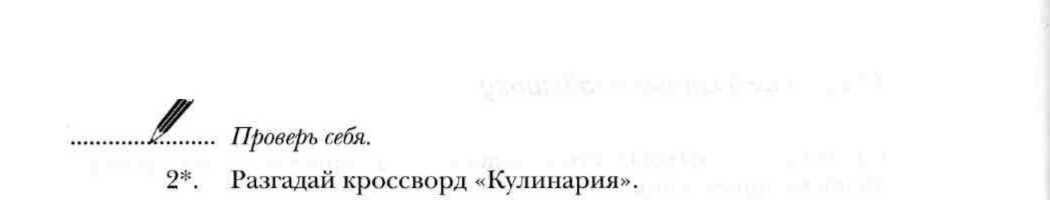 Проверь себя.
2*. Разгадай кроссворд «Кулинария».